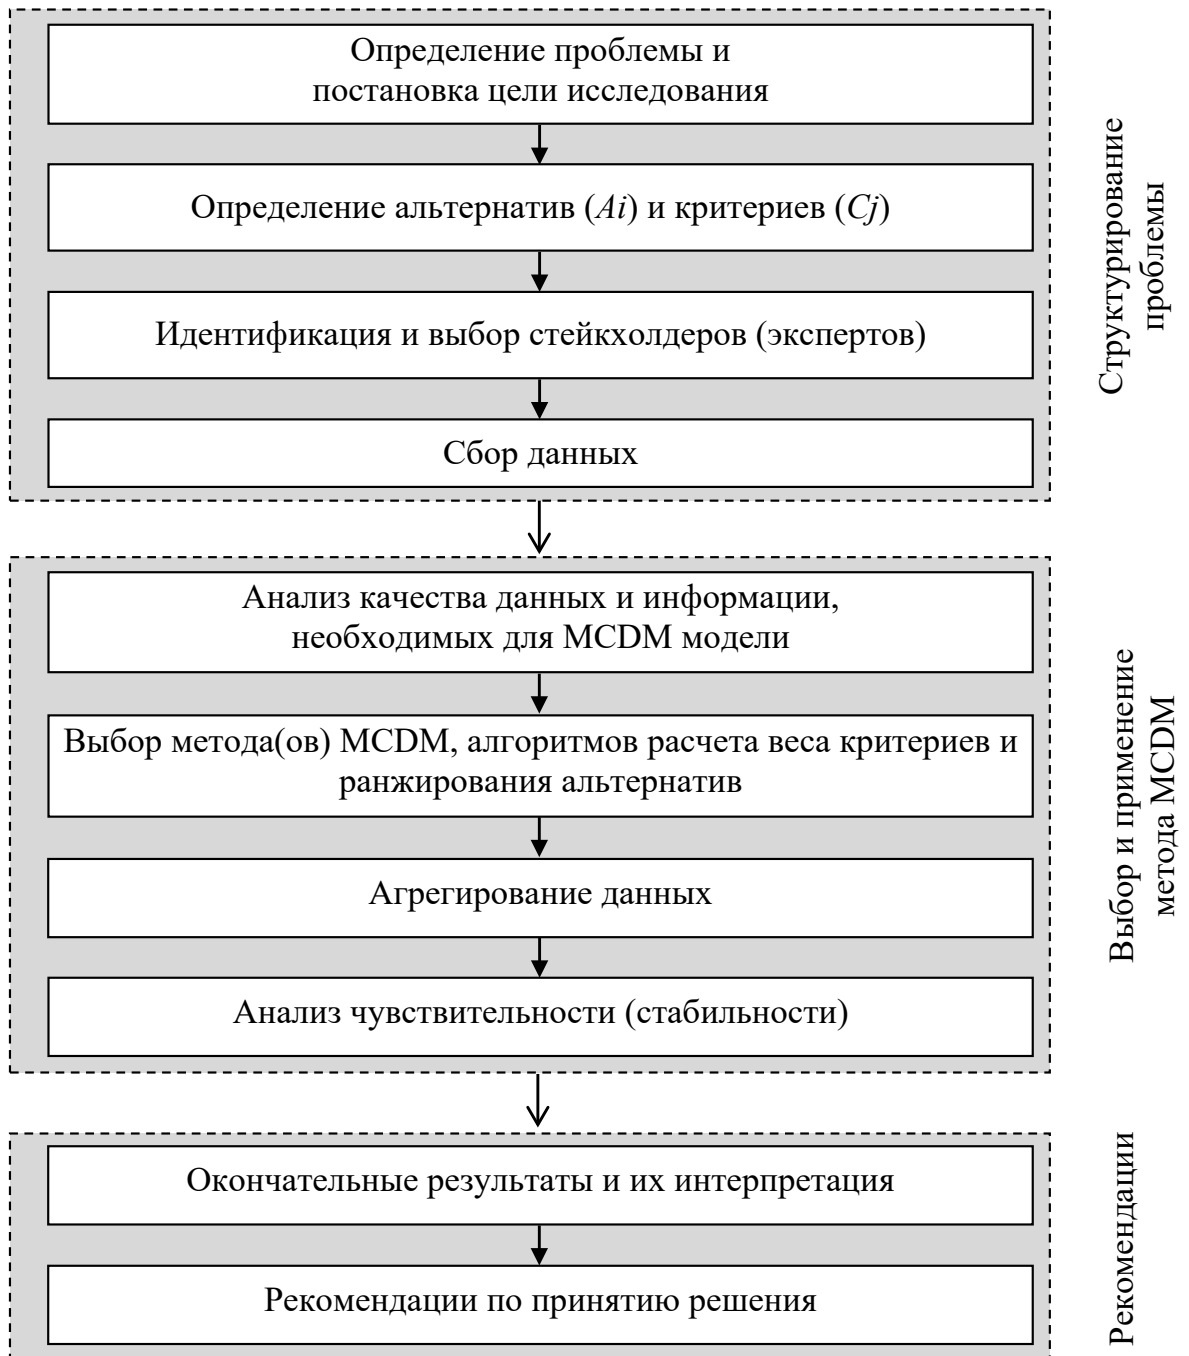 Определение проблемы и
постановка цели исследования
Определение альтернатив (Ai) и критериев (Cj)
Идентификация и выбор стейкхолдеров (экспертов)
Сбор данных
Структурирование
проблемы
Анализ качества данных и информации,
необходимых для MCDM модели
Выбор метода(ов) MCDM, алгоритмов расчета веса критериев и
ранжирования альтернатив
Агрегирование данных
Анализ чувствительности (стабильности)
Выбор и применение
метода MCDM
Окончательные результаты и их интерпретация
Рекомендации по принятию решения
Рекомендации